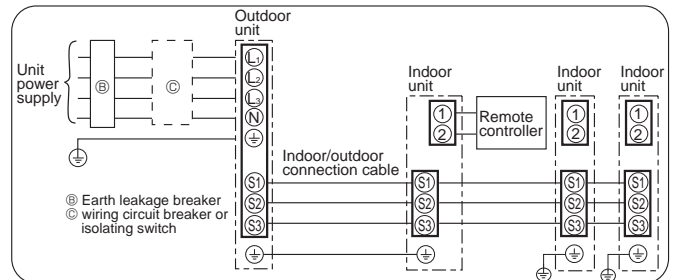 Outdoor
unit
Unit
power
supply
Ⓑ
Ⓒ
L1
L2
L3
N
S1
S2
S3
Indoor/outdoor
connection cable
Ⓑ Earth leakage breaker
Ⓒ wiring circuit breaker or
isolating switch
Indoor
unit
1
2
Remote
controller
S1
S2
S3
Indoor
unit
1
2
S1
S2
S3
Indoor
unit
1
2
S1
S2
S3